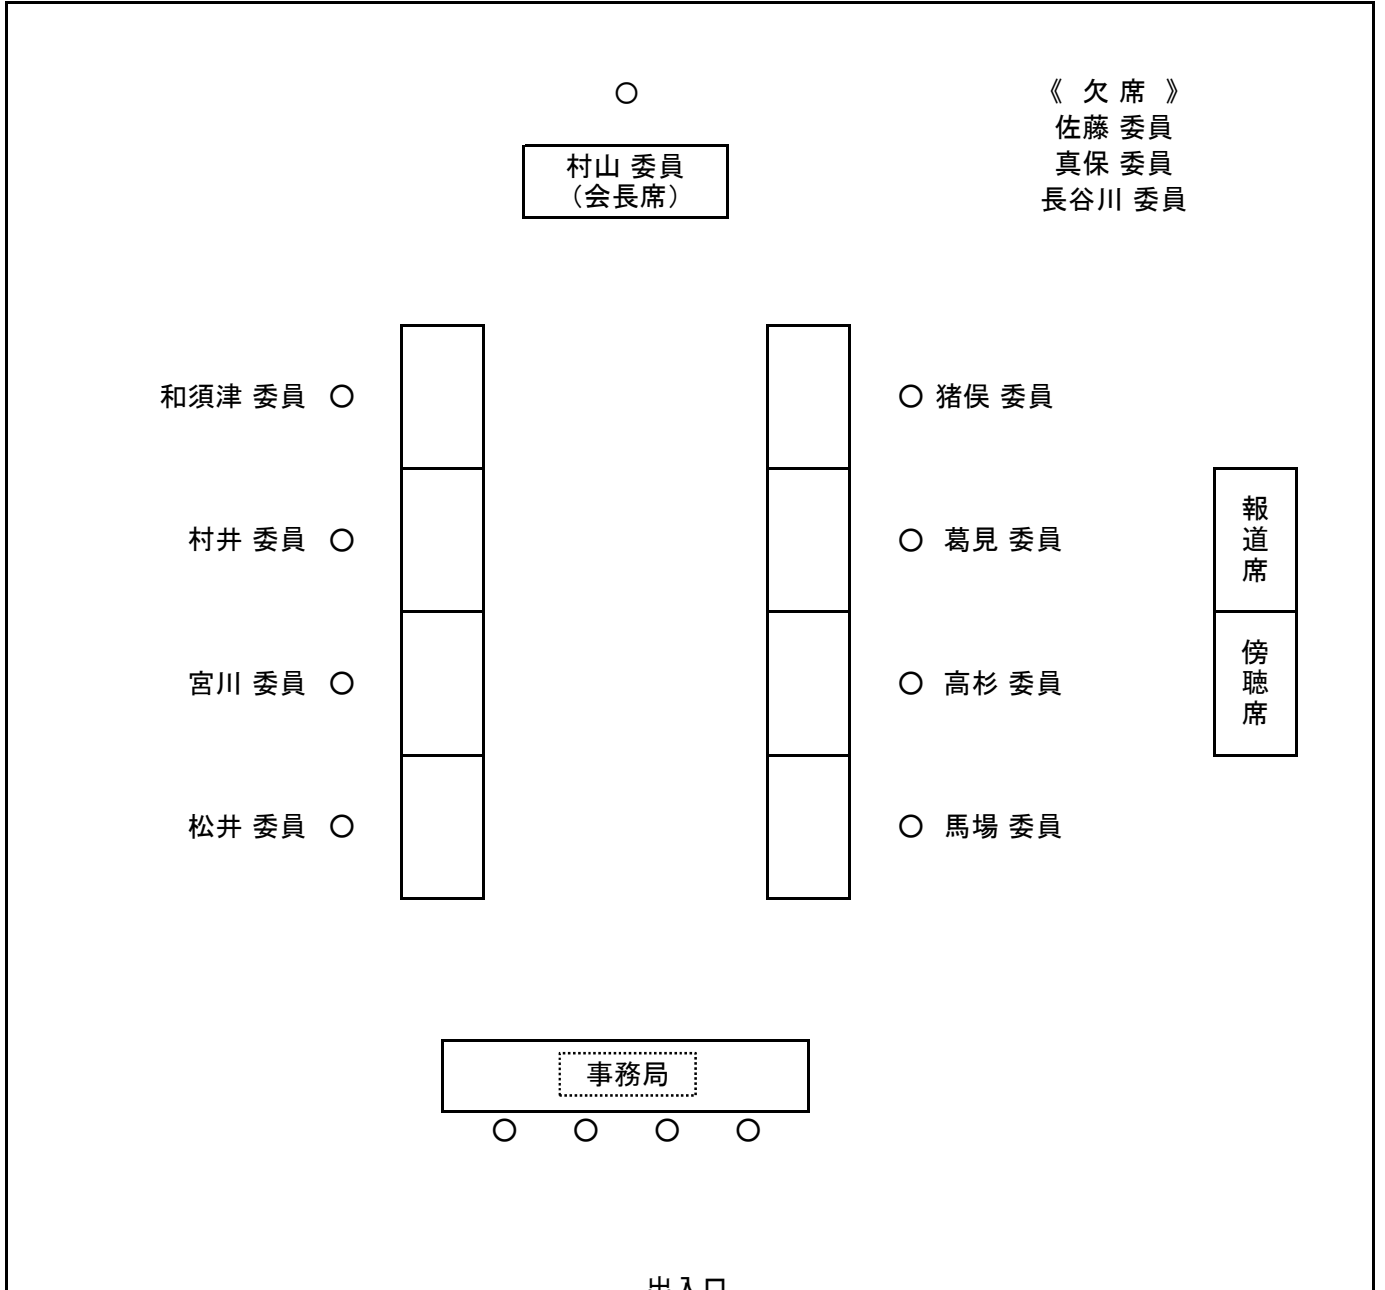 ○
《 欠 席 》
佐藤 委員
真保 委員
長谷川 委員
村山 委員
（会長席）
和須津 委員 ○
○ 猪俣 委員
村井 委員 ○
○ 葛見 委員
宮川 委員 ○
○ 高杉 委員
松井 委員 ○
○ 馬場 委員
報道席
傍聴席
事務局
○ ○ ○ ○
出入口